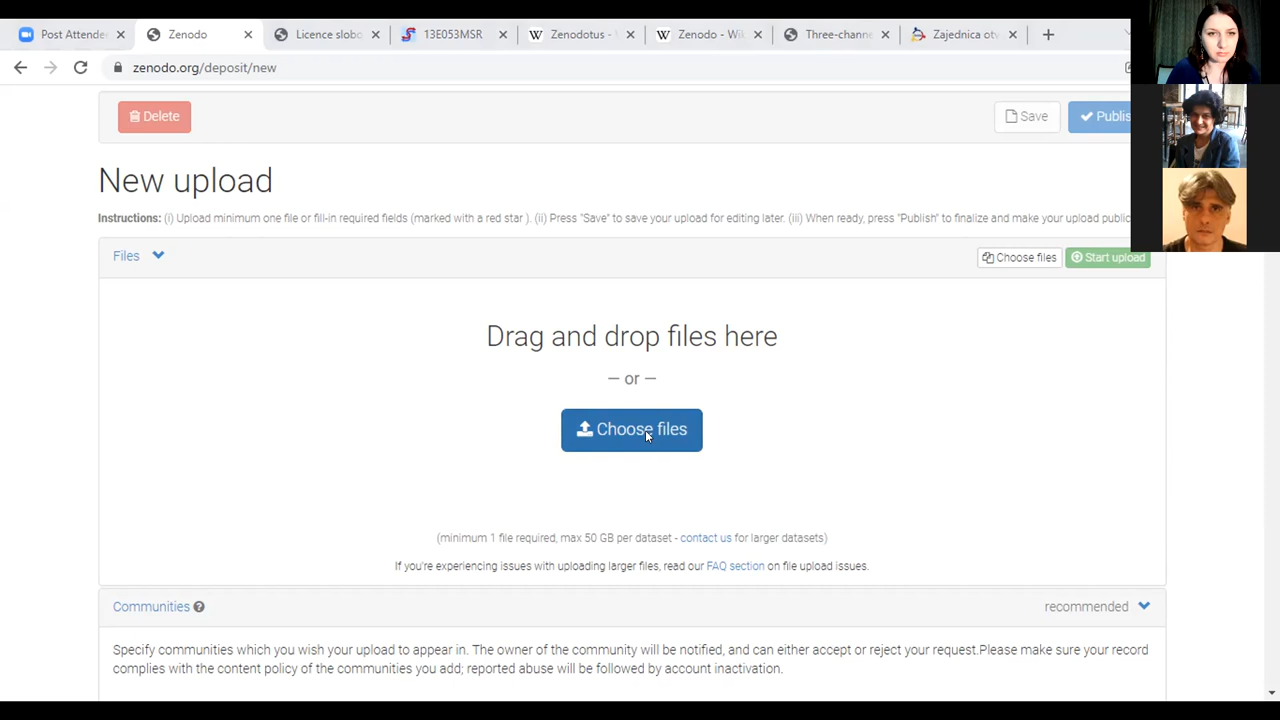 Post Attende
Zenodo
Licence slobo
13E053MSR
Zenodotus -
Zenodo - Wik
Three-channe
Zajednica otv
zenodo.org/deposit/new
Delete
Save
Publis
New upload
Instructions: (i) Upload minimum one file or fill-in required fields (marked with a red star ). (ii) Press "Save" to save your upload for editing later. (iii) When ready, press "Publish" to finalize and make your upload public
Files
Choose files
Start upload
Drag and drop files here
— or —
Choose files
(minimum 1 file required, max 50 GB per dataset - contact us for larger datasets)
If you're experiencing issues with uploading larger files, read our FAQ section on file upload issues.
Communities
recommended
Specify communities which you wish your upload to appear in. The owner of the community will be notified, and can either accept or reject your request.Please make sure your record
complies with the content policy of the communities you add; reported abuse will be followed by account inactivation.